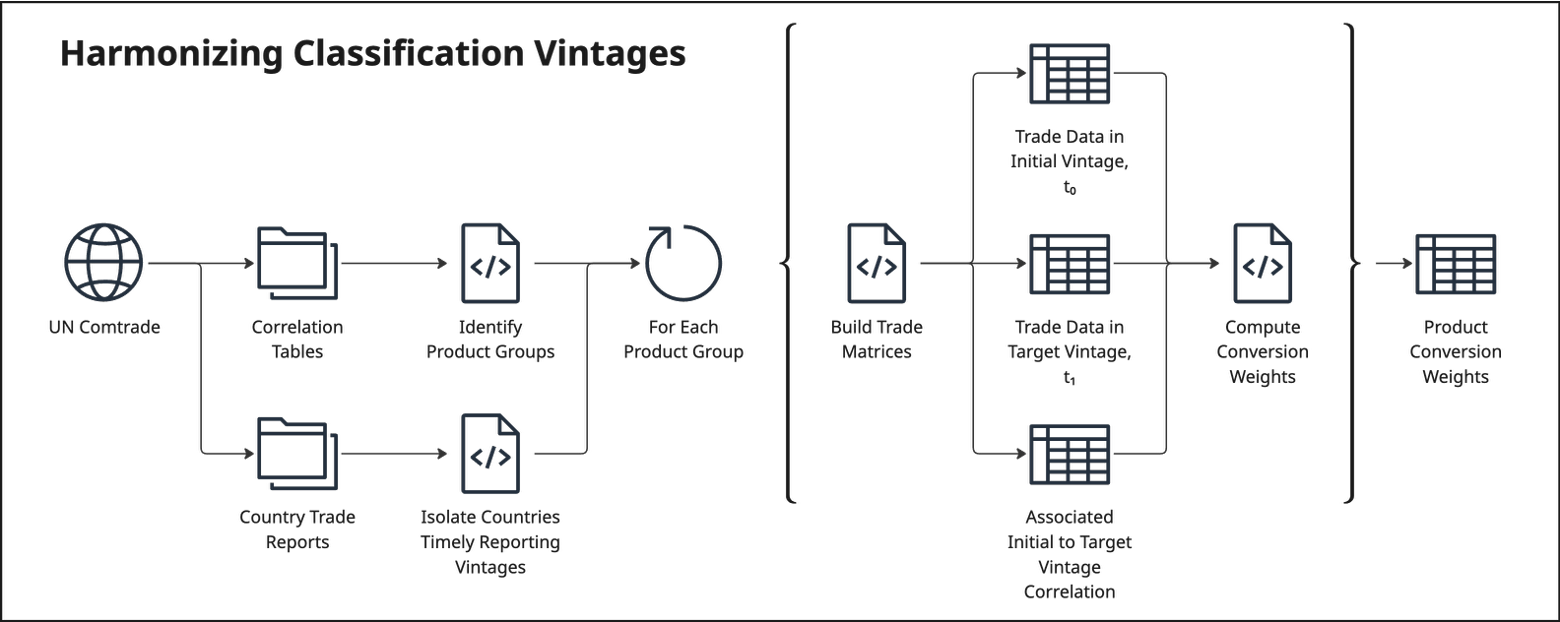 Harmonizing Classification Vintages
UN Comtrade
Correlation
Tables
Country Trade
Reports
Identify
Product Groups
Isolate Countries
Timely Reporting
Vintages
For Each
Product Group
Build Trade
Matrices
Trade Data in
Initial Vintage,
t₀
Trade Data in
Target Vintage,
t₁
Associated
Initial to Target
Vintage
Correlation
Compute
Conversion
Weights
Product
Conversion
Weights